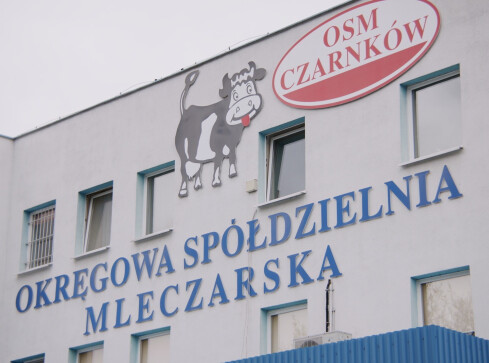 OSM
CZARNKÓW
OKRĘGOWA SPÓŁDZIELNIA
MLECZARSKA